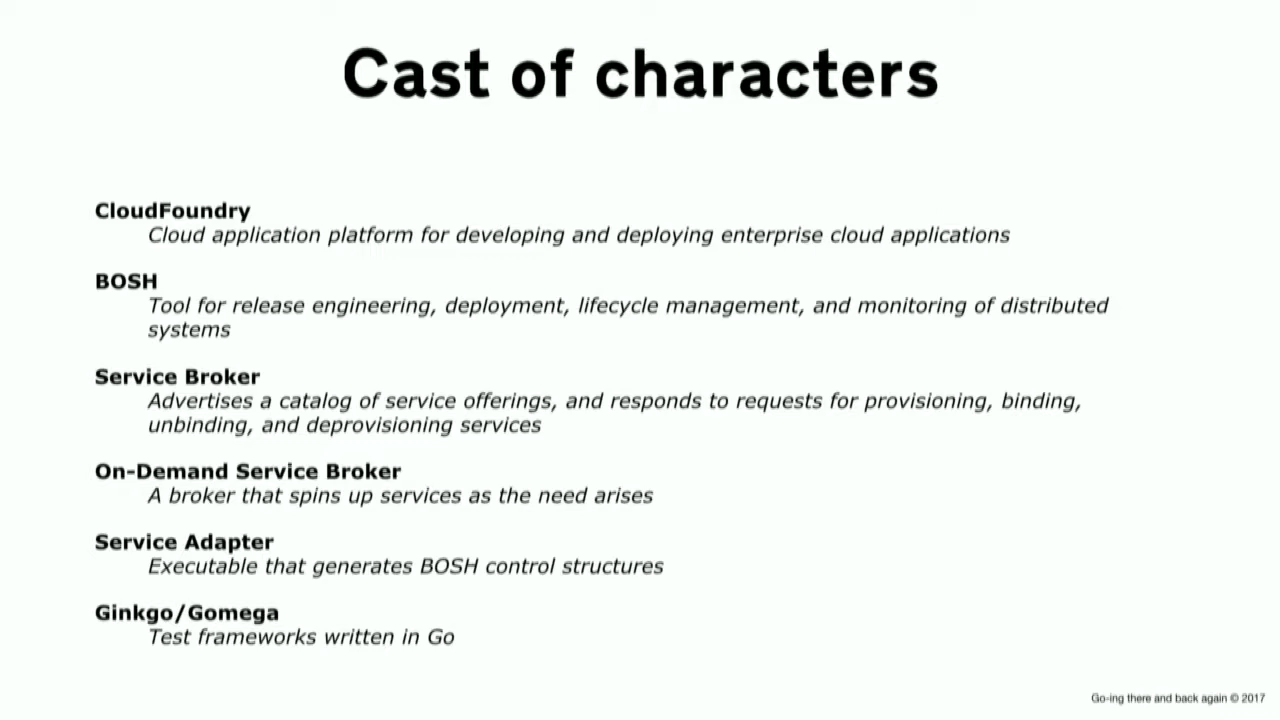 Cast of characters
CloudFoundry
Cloud application platform for developing and deploying enterprise cloud applications
BOSH
Tool for release engineering, deployment, lifecycle management, and monitoring of distributed
systems
Service Broker
Advertises a catalog of service offerings, and responds to requests for provisioning, binding,
unbinding, and deprovisioning services
On-Demand Service Broker
A broker that spins up services as the need arises
Service Adapter
Executable that generates BOSH control structures
Ginkgo/Gomega
Test frameworks written in Go
Go-ing there and back again © 2017